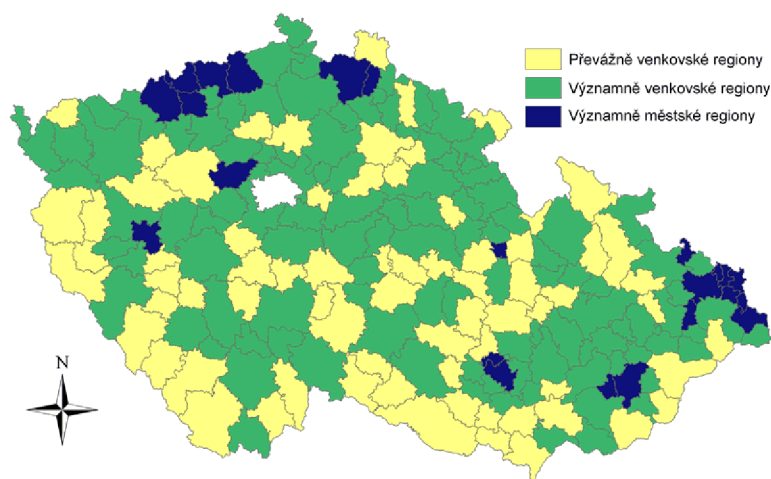 Převážně venkovské regiony
Významně venkovské regiony
Významně městské regiony
N